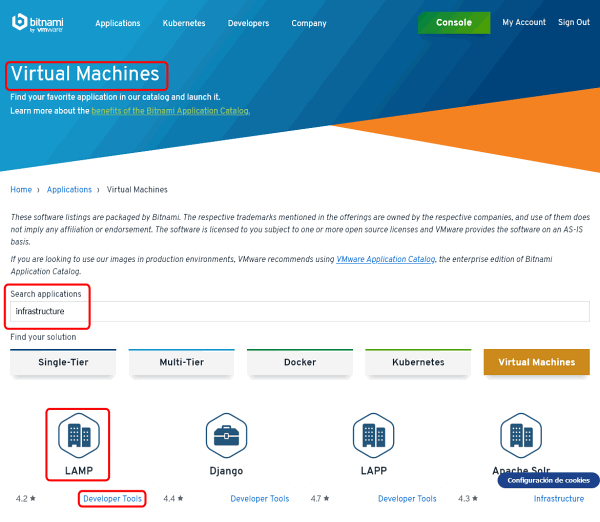 bitnami
by vmware
Applications
Kubernetes
Developers
Company
Console
My Account
Sign Out
Virtual Machines
Find your favorite application in our catalog and launch it.
Learn more about the benefits of the Bitnami Application Catalog.
Home › Applications › Virtual Machines
These software listings are packaged by Bitnami. The respective trademarks mentioned in the offerings are owned by the respective companies, and use of them does
not imply any affiliation or endorsement. The software is licensed to you subject to one or more open source licenses and VMware provides the software on an AS-IS
basis.
If you are looking to use our images in production environments, VMware recommends using VMware Application Catalog, the enterprise edition of Bitnami
Application Catalog.
Search applications
infrastructure
Find your solution
Single-Tier
Multi-Tier
Docker
Kubernetes
Virtual Machines
LAMP
Django
LAPP
Apache Solr
Configuración de cookies
4.2 ★ Developer Tools
4.4 ★ Developer Tools
4.7 ★ Developer Tools
4.3 ★ Infrastructure